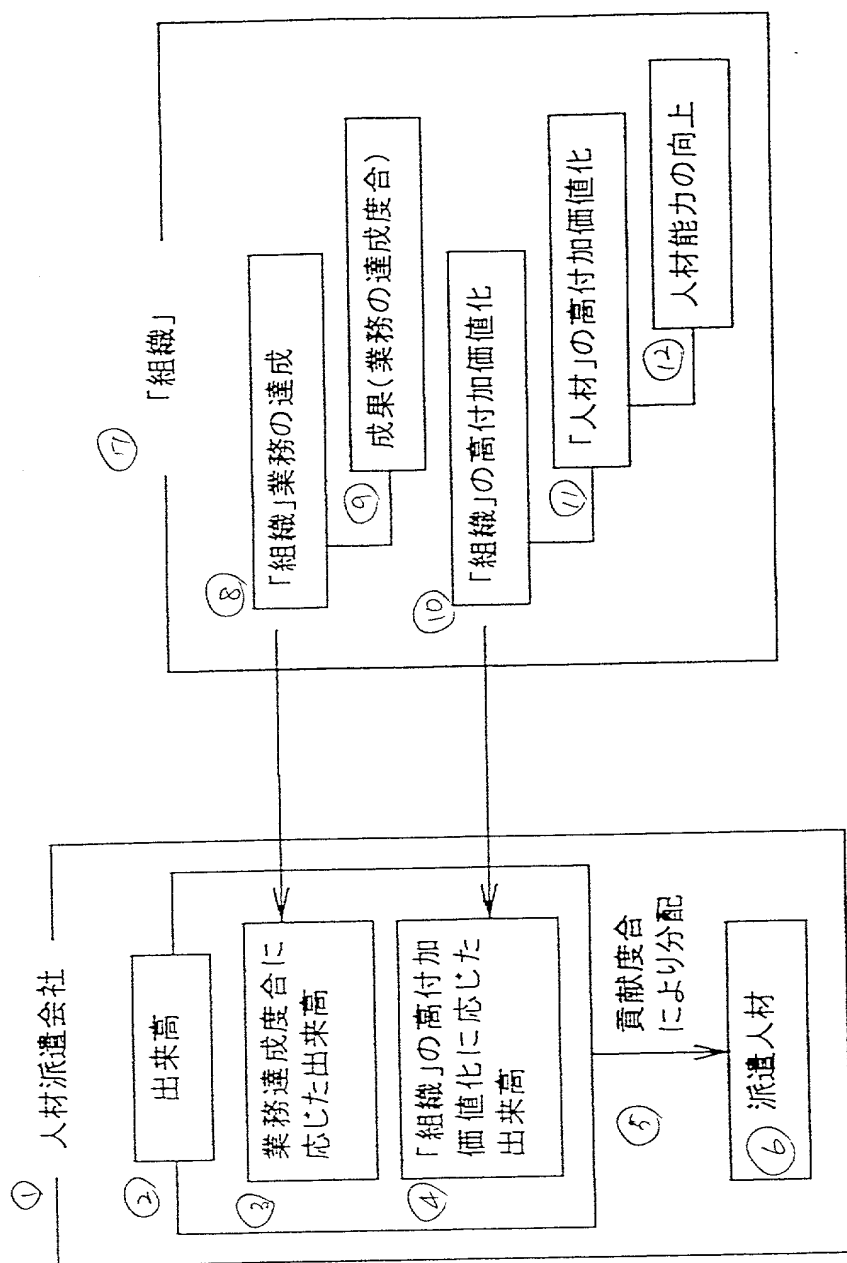 ① 人材派遣会社
② 出来高
③ 業務達成度合に
応じた出来高
④ 「組織」の高付加
価値化に応じた
出来高
⑤ 貢献度合
により分配
⑥ 派遣人材
⑦ 「組織」
⑧ 「組織」業務の達成
⑨ 成果(業務の達成度合)
⑩ 「組織」の高付加価値化
⑪ 「人材」の高付加価値化
⑫ 人材能力の向上